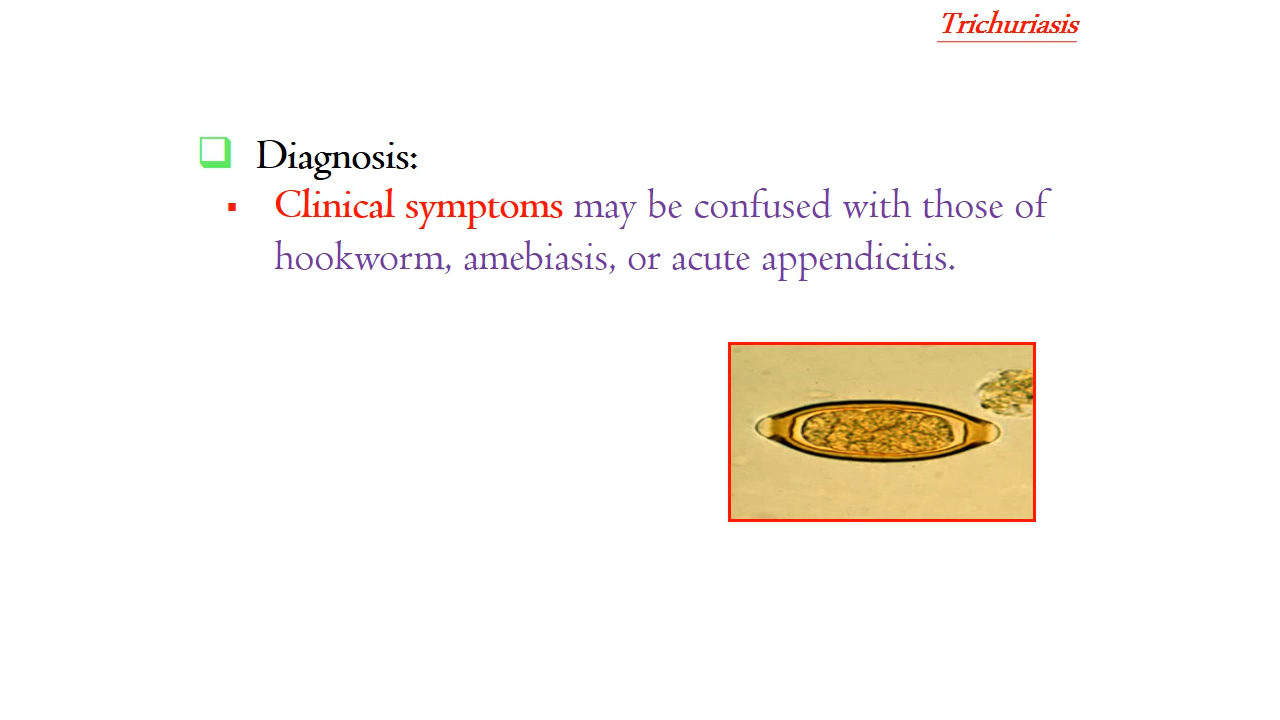 Trichuriasis
Diagnosis:
Clinical symptoms may be confused with those of
hookworm, amebiasis, or acute appendicitis.